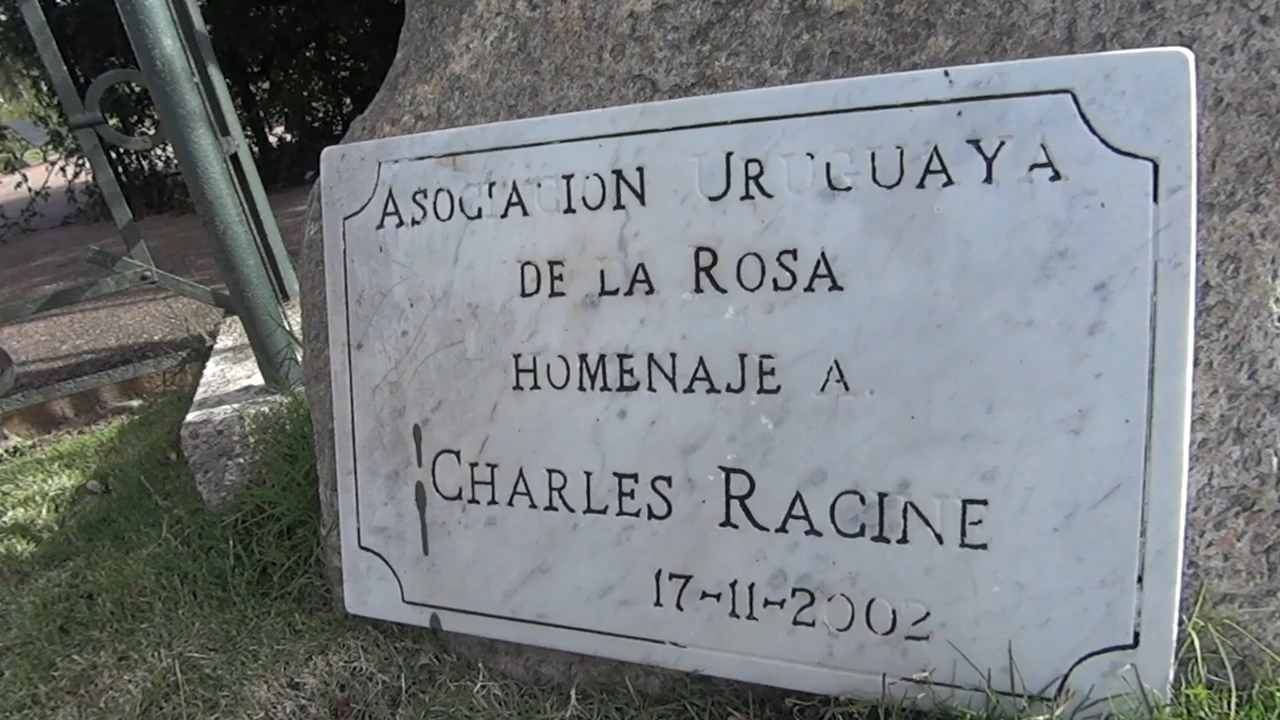 ASOCIACION URUGUAYA
DE LA ROSA
HOMENAJE A
CHARLES RACINE
17-11-2002